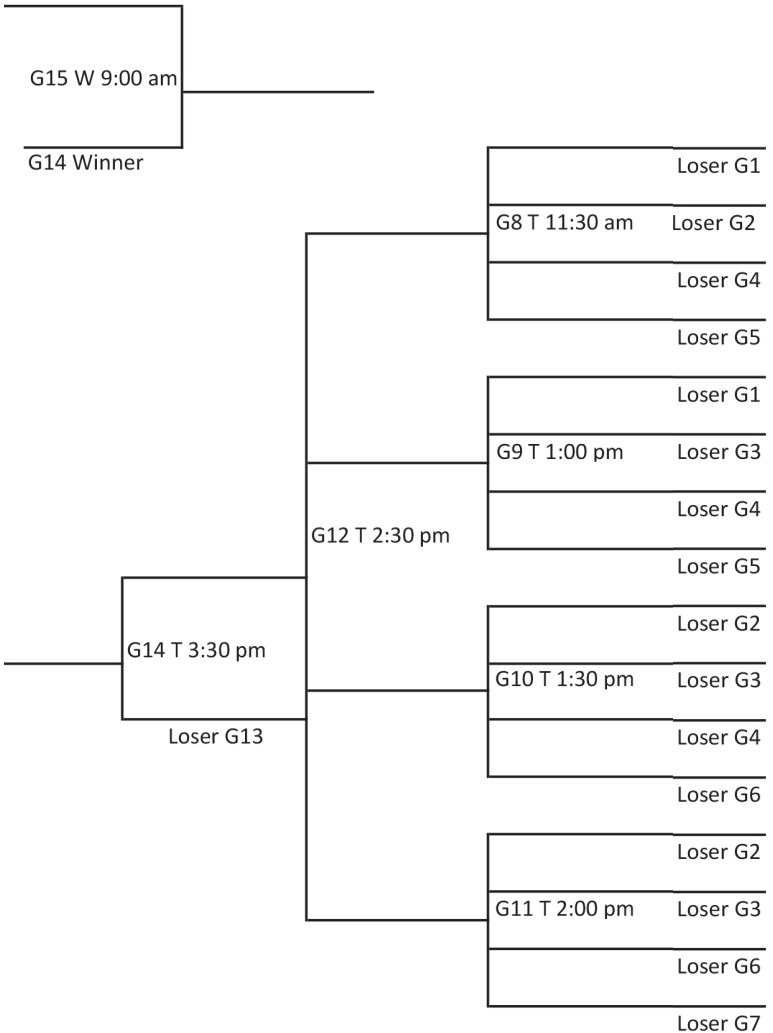 G15 W 9:00 am
G14 Winner
Loser G1
G8 T 11:30 am Loser G2
Loser G4
Loser G5
Loser G1
G9 T 1:00 pm Loser G3
Loser G4
G12 T 2:30 pm
Loser G5
Loser G2
G14 T 3:30 pm
G10 T 1:30 pm Loser G3
Loser G13
Loser G4
Loser G6
Loser G2
G11 T 2:00 pm Loser G3
Loser G6
Loser G7